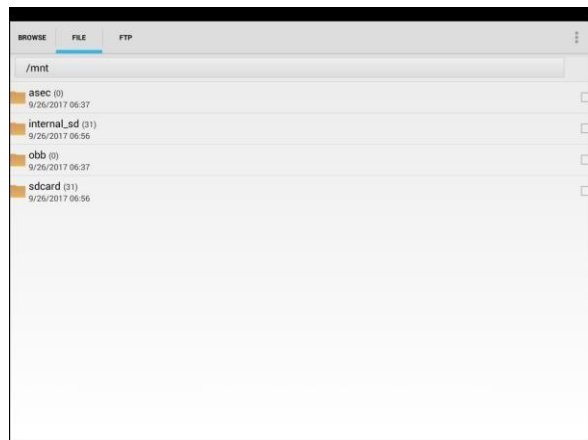 BROWSE FILE FTP
/mnt
asec (0)
9/26/2017 06:37
internal_sd (31)
9/26/2017 06:56
obb (0)
9/26/2017 06:37
sdcard (31)
9/26/2017 06:56